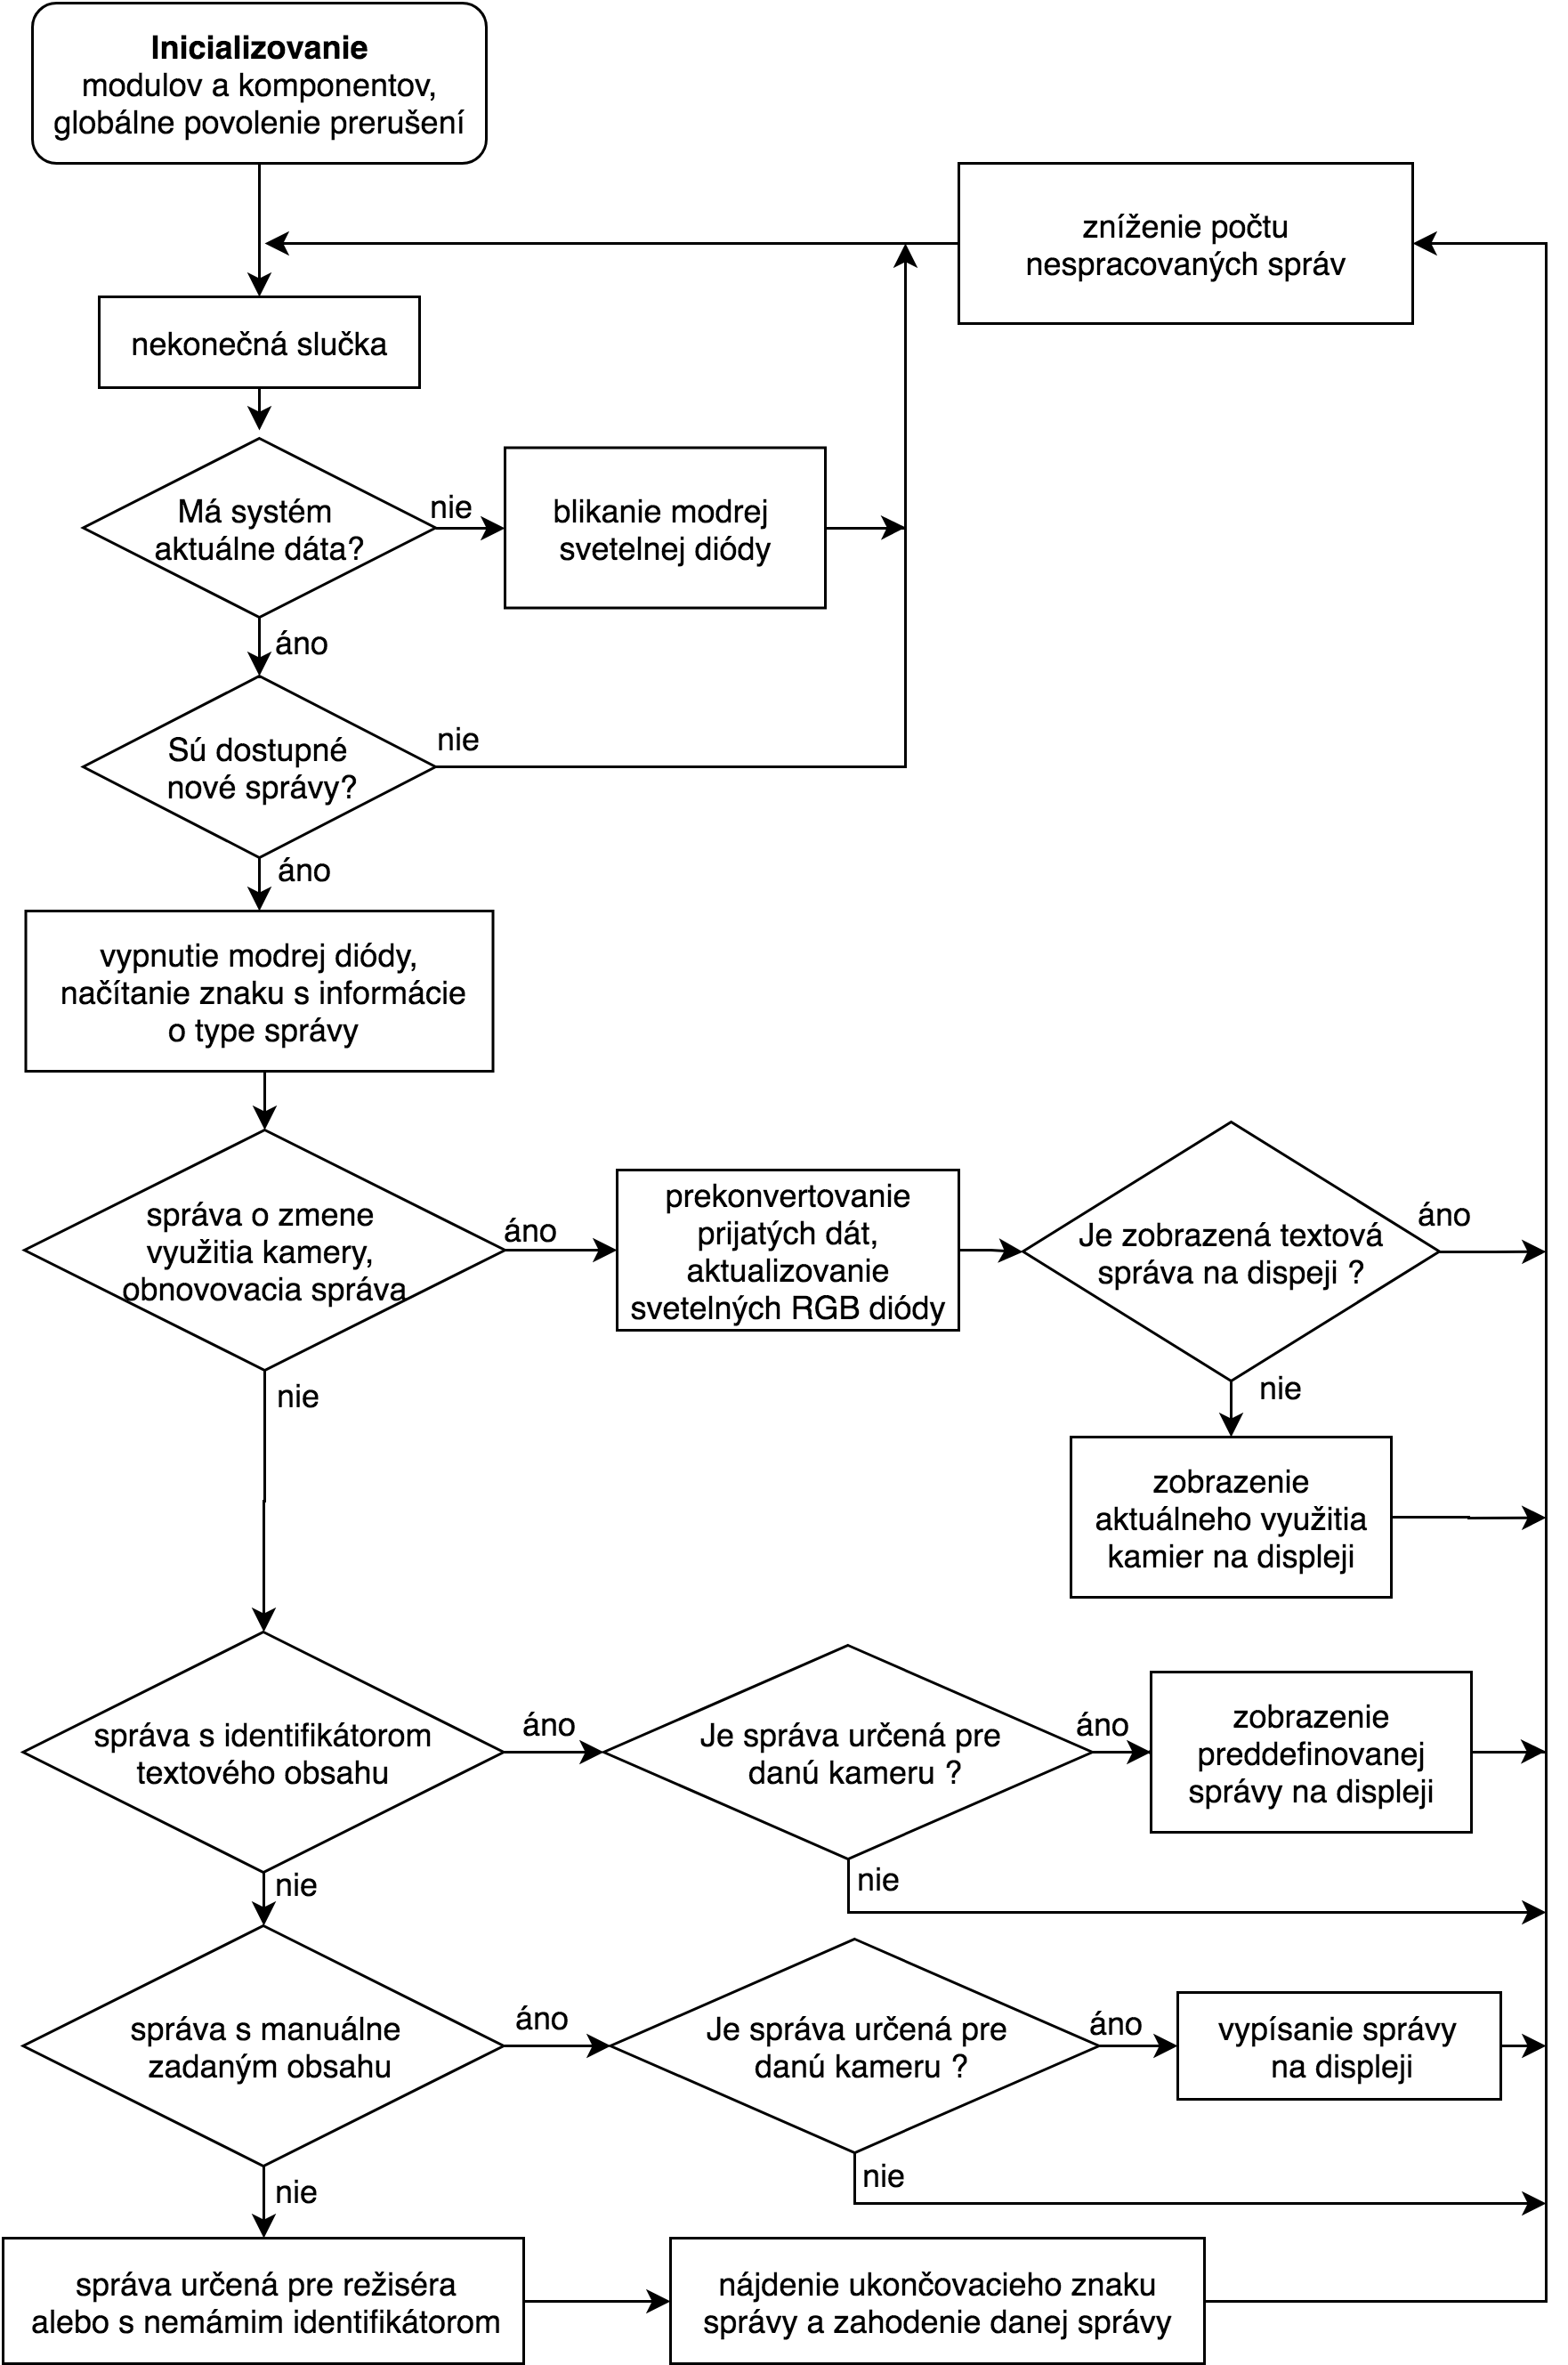 Inicializovanie
modulov a komponentov,
globálne povolenie prerušení
zníženie počtu
nespracovaných správ
nekonečná slučka
Má systém
aktuálne dáta?
nie
blikanie modrej
svetelnej diódy
áno
Sú dostupné
nové správy?
nie
áno
vypnutie modrej diódy,
načítanie znaku s informácie
o type správy
správa o zmene
využitia kamery,
obnovovacia správa
áno
prekonvertovanie
prijatých dát,
aktualizovanie
svetelných RGB diódy
Je zobrazená textová
správa na dispeji ?
áno
nie
nie
zobrazenie
aktuálneho využitia
kamier na displeji
správa s identifikátorom
textového obsahu
áno
Je správa určená pre
danú kameru ?
áno
zobrazenie
preddefinovanej
správy na displeji
nie
nie
správa s manuálne
zadaným obsahu
áno
Je správa určená pre
danú kameru ?
áno
vypísanie správy
na displeji
nie
nie
správa určená pre režiséra
alebo s nemámim identifikátorom
nájdenie ukončovacieho znaku
správy a zahodenie danej správy